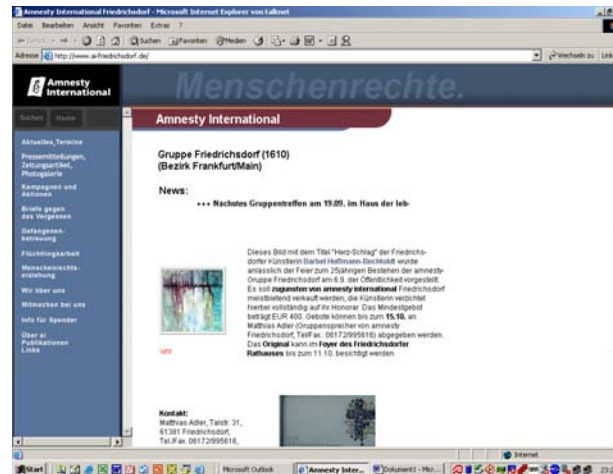 Amnesty International Friedrichsdorf - Microsoft Internet Explorer von talknet
Datei Bearbeiten Ansicht Favoriten Extras ?
Suchen Favoriten Medien
Adresse http://www.ai-friedrichsdorf.de/ Wechseln zu
Amnesty
International
Menschenrechte.
Suchen Home
Amnesty International
Aktuelles, Termine
Pressemitteilungen,
Zeitungsartikel,
Photogalerie
Kampagnen und
Aktionen
Briefe gegen
das Vergessen
Gefangenen-
betreuung
Flüchtlingsarbeit
Menschenrechts-
erziehung
Wir über uns
Mitmachen bei uns
Info für Spender
Über ai
Publikationen
Links
Gruppe Friedrichsdorf (1610)
(Bezirk Frankfurt/Main)
News:
+++ Nächstes Gruppentreffen am 19.09. im Haus der leb-
Dieses Bild mit dem Titel "Herz-Schlag" der Friedrichs-
dorfer Künstlerin Bärbel Hoffmann-Bechtoldt wurde
anlässlich der Feier zum 25jährigen Bestehen der amnesty-
Gruppe Friedrichsdorf am 6.9. der Öffentlichkeit vorgestellt.
Es soll zugunsten von amnesty international Friedrichsdorf
meistbietend verkauft werden, die Künstlerin verzichtet
hierbei vollständig auf ihr Honorar. Das Mindestgebot
beträgt EUR 400. Gebote können bis zum 15.10. an
Matthias Adler (Gruppensprecher von amnesty
Friedrichsdorf, Tel/Fax.: 06172/995616) abgegeben werden.
Das Original kann im Foyer des Friedrichsdorfer
Rathauses bis zum 11.10. besichtigt werden.
Kontakt:
Matthias Adler, Talstr. 31,
61381 Friedrichsdorf,
Tel./Fax. 06172/995616,
Internet
Start Microsoft Outlook Amnesty Inter... Dokument1 - Micr...